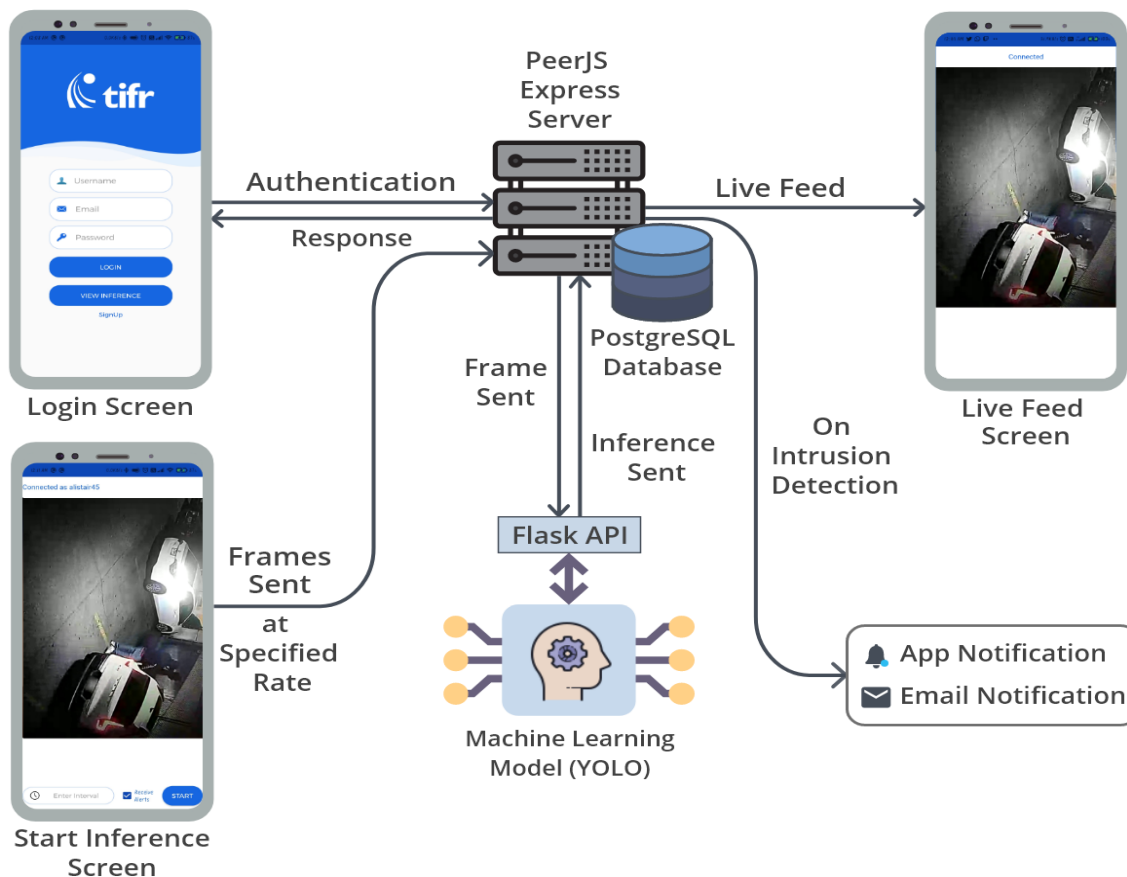 tifr
Username
Email
Password
LOGIN
VIEW INFERENCE
SignUp
Login Screen
Authentication
Response
PeerJS
Express
Server
PostgreSQL
Database
Live Feed
Connected
Live Feed
Screen
Frame
Sent
Inference
Sent
On
Intrusion
Detection
Connected as alistair45
Enter Interval
Receive
Alerts
START
Start Inference
Screen
Frames
Sent
at
Specified
Rate
Flask API
Machine Learning
Model (YOLO)
App Notification
Email Notification